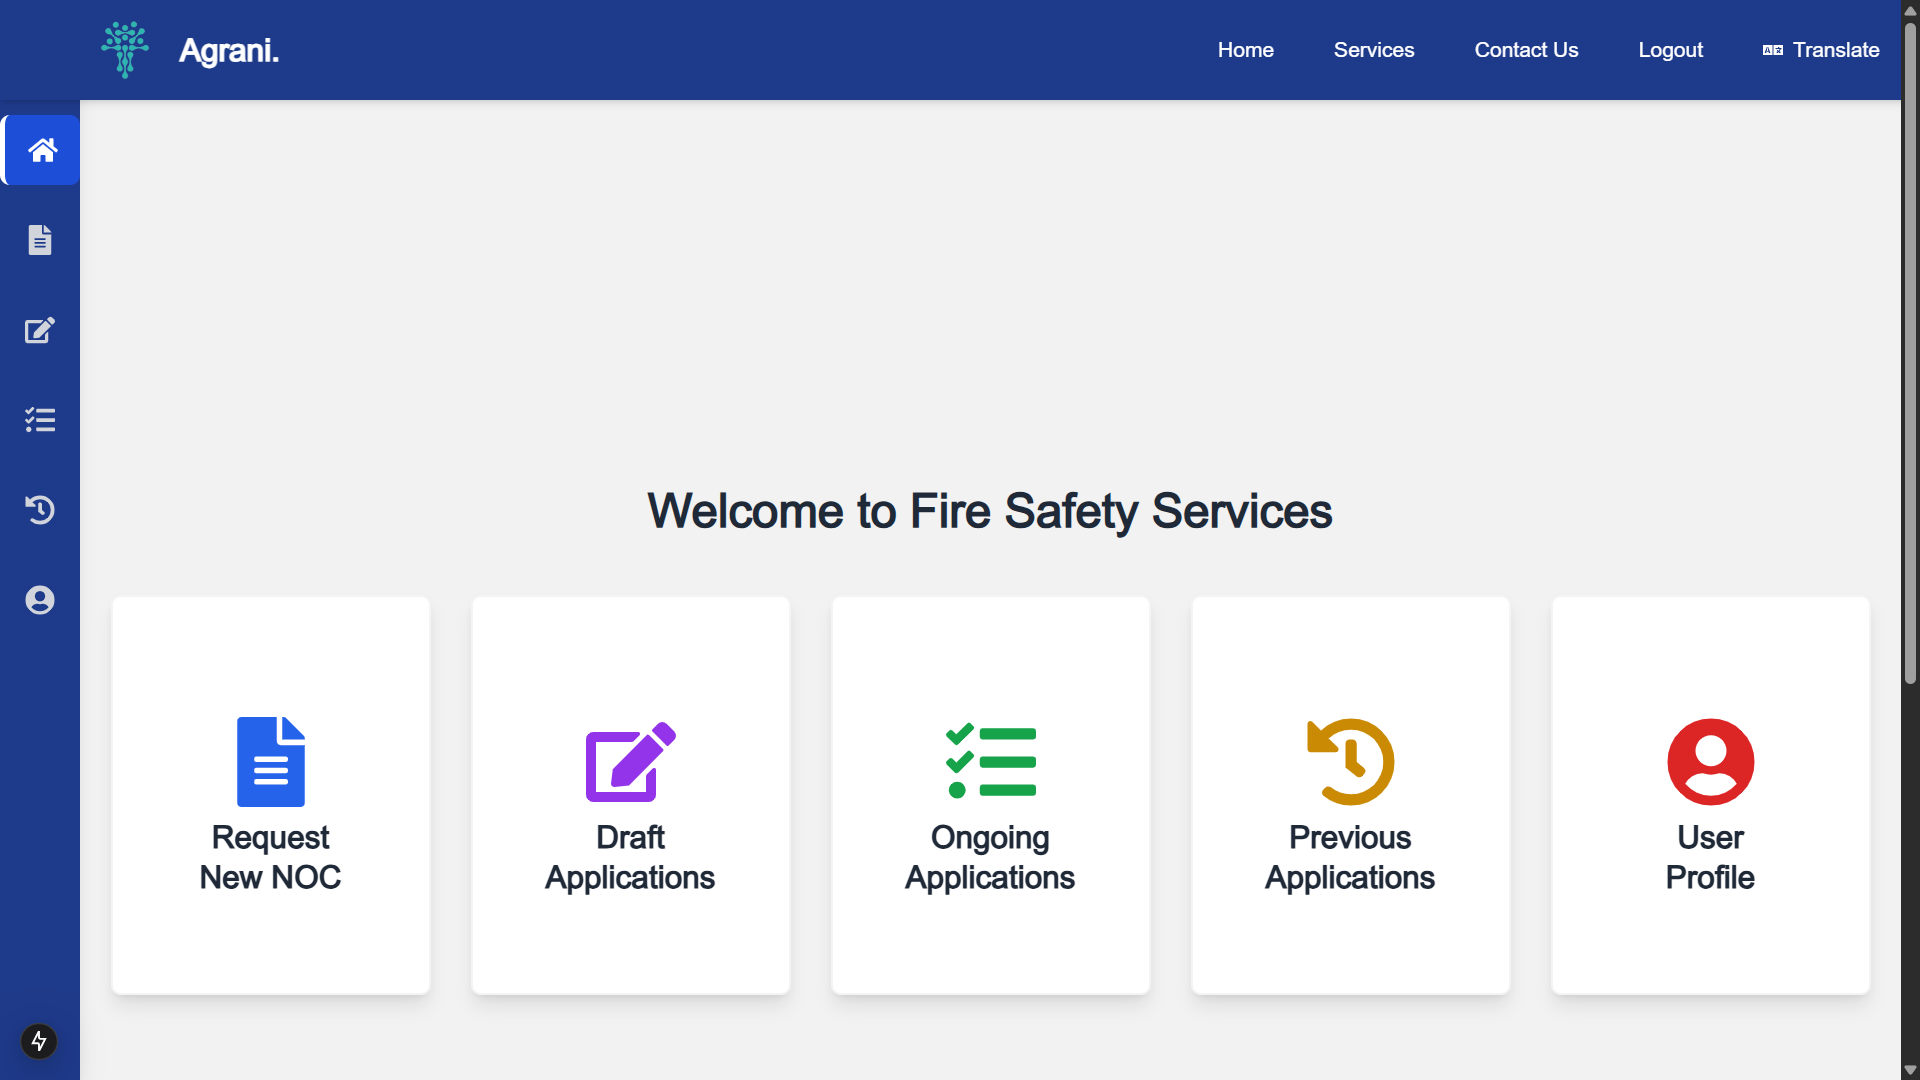 Agrani.
Home
Services
Contact Us
Logout
Translate
Welcome to Fire Safety Services
Request
New NOC
Draft
Applications
Ongoing
Applications
Previous
Applications
User
Profile